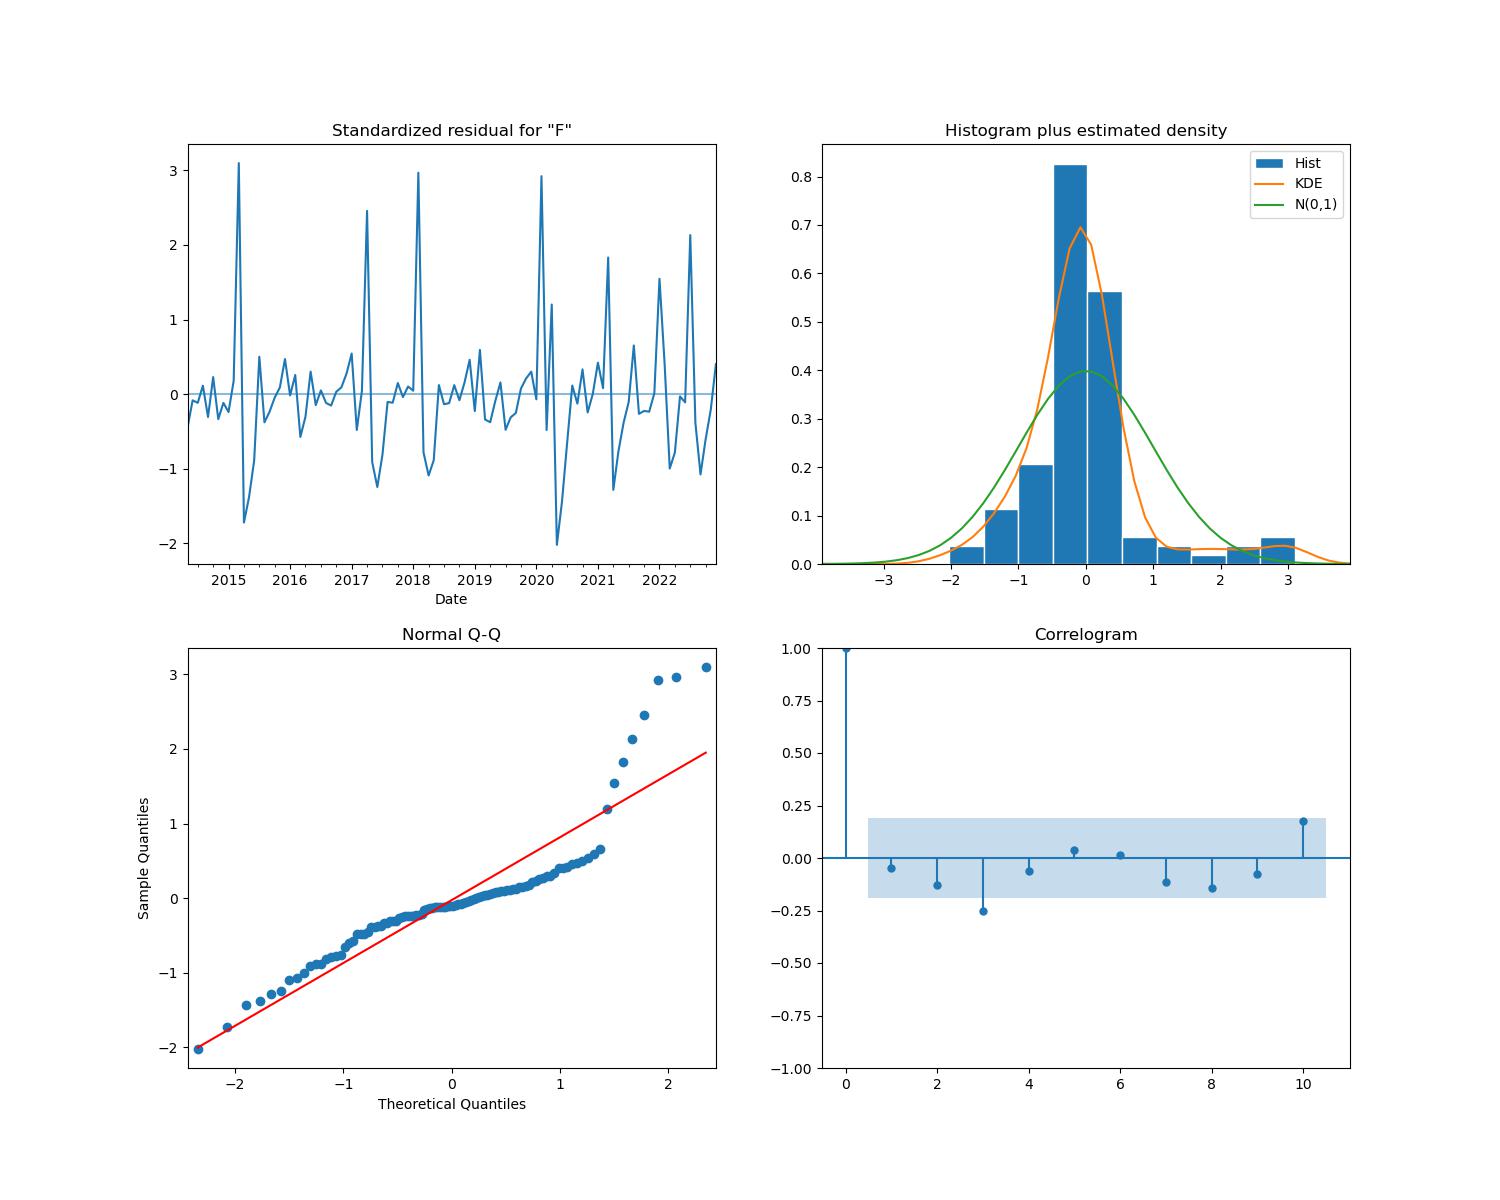 Standardized residual for "F"
3
2
1
0
−1
−2
2015 2016 2017 2018 2019 2020 2021 2022
Date
Histogram plus estimated density
Hist
KDE
N(0,1)
0.8
0.7
0.6
0.5
0.4
0.3
0.2
0.1
0.0
−3 −2 −1 0 1 2 3
Normal Q-Q
Sample Quantiles
3
2
1
0
−1
−2
−2 −1 0 1 2
Theoretical Quantiles
Correlogram
1.00
0.75
0.50
0.25
0.00
−0.25
−0.50
−0.75
−1.00
0 2 4 6 8 10